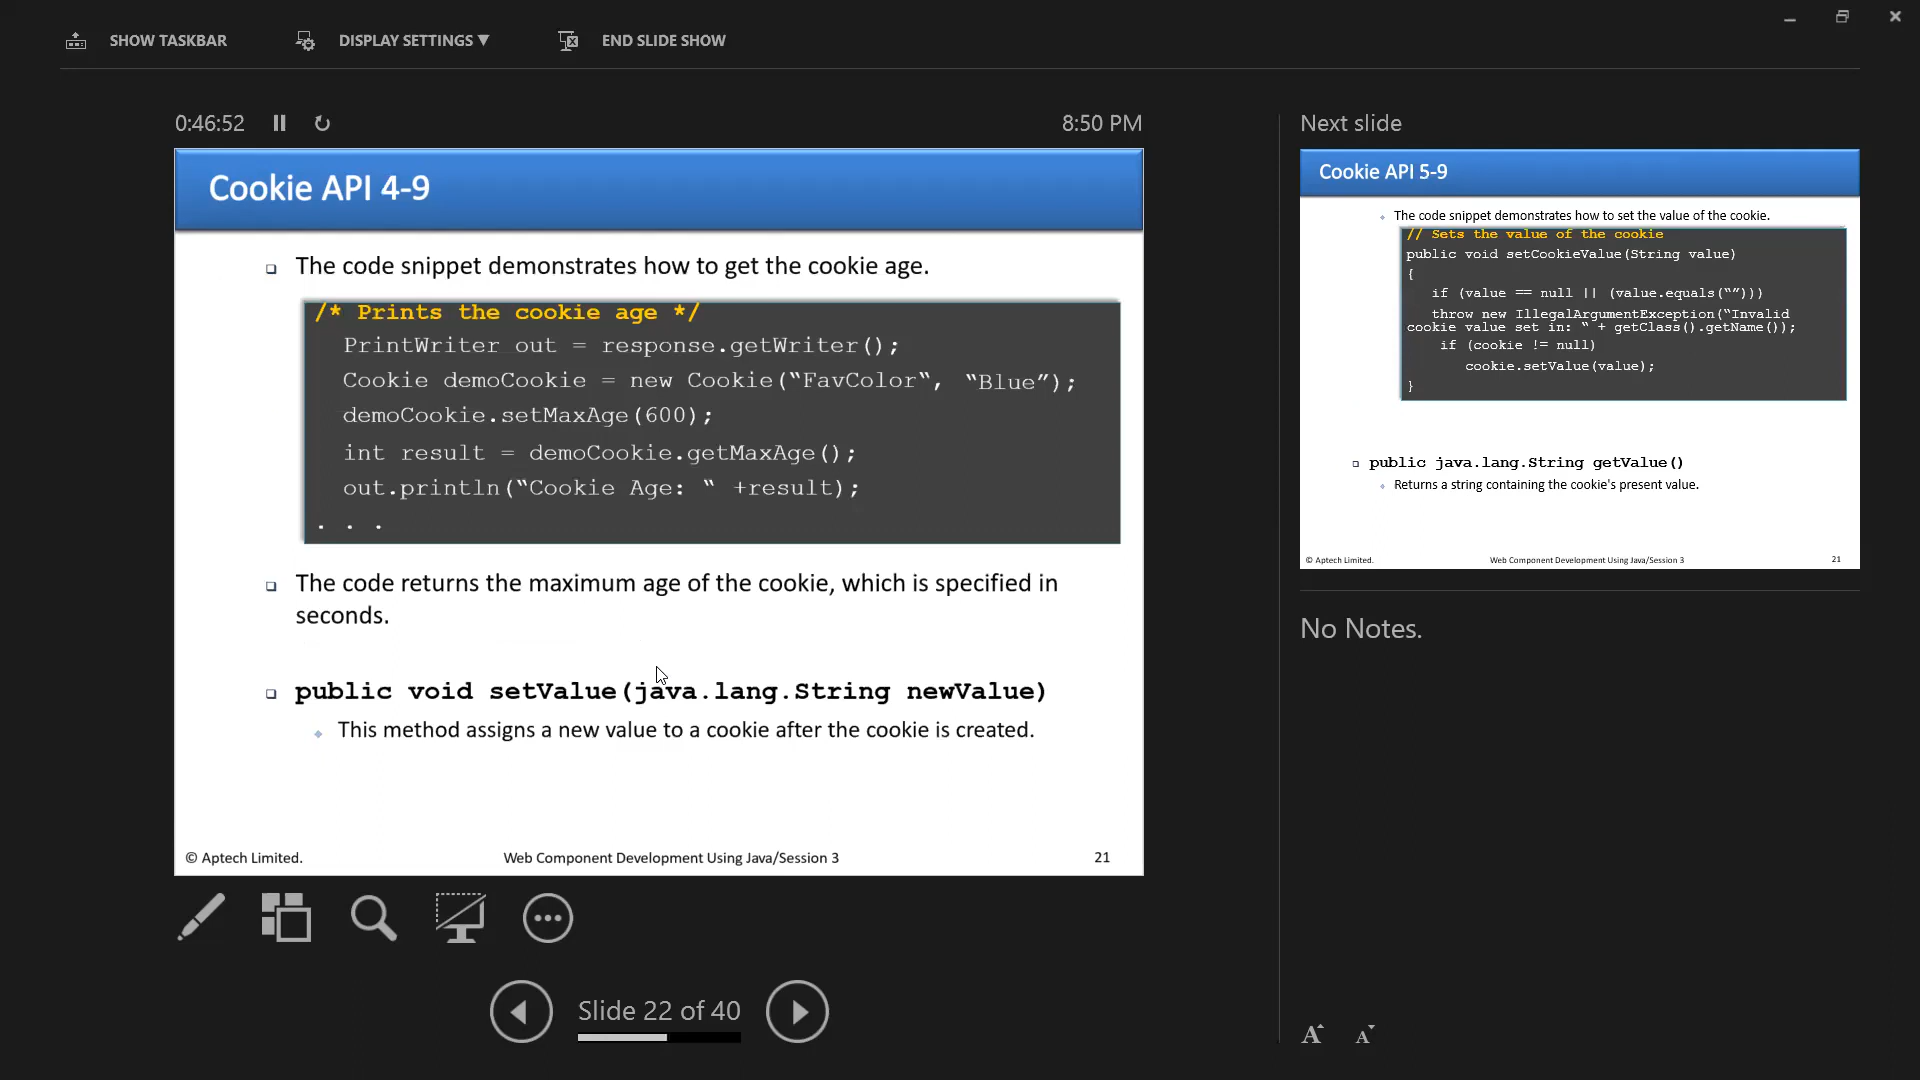 SHOW TASKBAR
DISPLAY SETTINGS ▼
END SLIDE SHOW
0:46:52
8:50 PM
Cookie API 4-9
The code snippet demonstrates how to get the cookie age.
/* Prints the cookie age */
PrintWriter out = response.getWriter();
Cookie demoCookie = new Cookie(“FavColor“, “Blue”);
demoCookie.setMaxAge(600);
int result = demoCookie.getMaxAge();
out.println(“Cookie Age: “ +result);
. . .
The code returns the maximum age of the cookie, which is specified in
seconds.
public void setValue(java.lang.String newValue)
This method assigns a new value to a cookie after the cookie is created.
© Aptech Limited.
Web Component Development Using Java/Session 3
21
Slide 22 of 40
Next slide
Cookie API 5-9
The code snippet demonstrates how to set the value of the cookie.
// Sets the value of the cookie
public void setCookieValue(String value)
{
if (value == null || (value.equals(“”)))
throw new IllegalArgumentException(“Invalid
cookie value set in: “ + getClass().getName());
if (cookie != null)
cookie.setValue(value);
}
public java.lang.String getValue()
Returns a string containing the cookie's present value.
© Aptech Limited.
Web Component Development Using Java/Session 3
21
No Notes.
A A